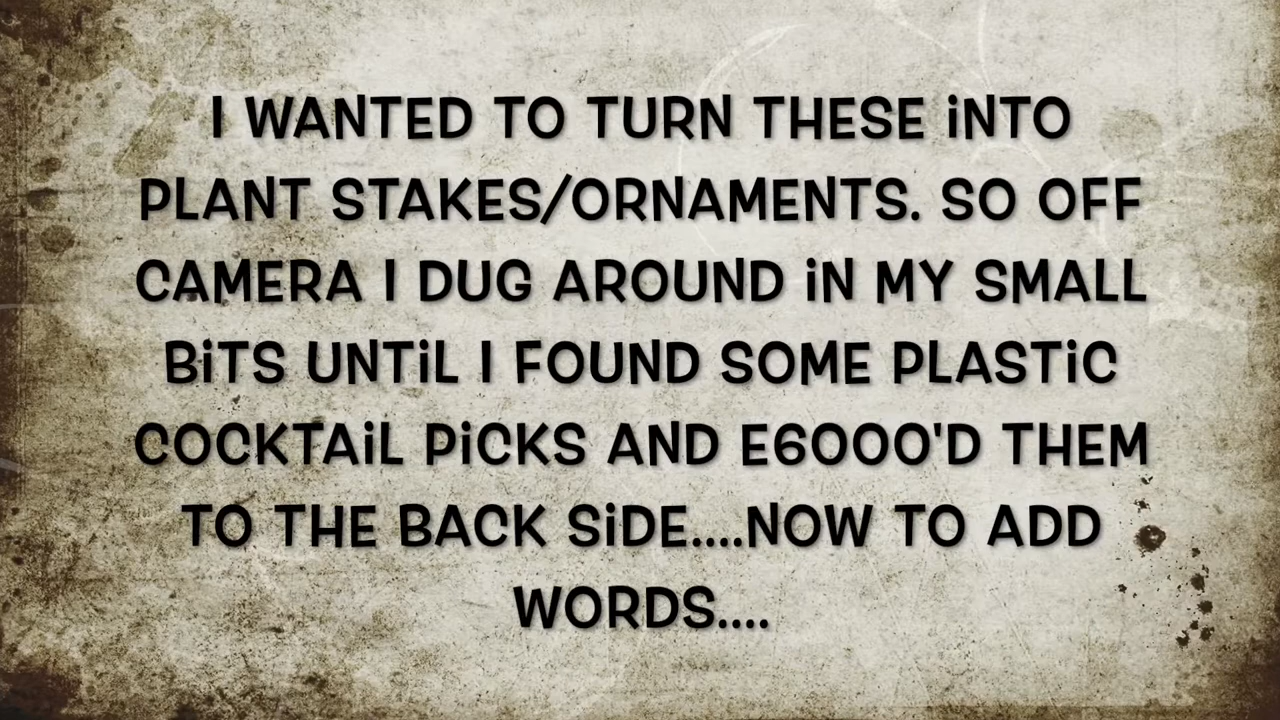 I WANTED TO TURN THESE iNTO
PLANT STAKES/ORNAMENTS. SO OFF
CAMERA I DUG AROUND iN MY SMALL
BiTS UNTiL I FOUND SOME PLASTiC
COCKTAiL PiCKS AND E6000'D THEM
TO THE BACK SiDE....NOW TO ADD
WORDS....